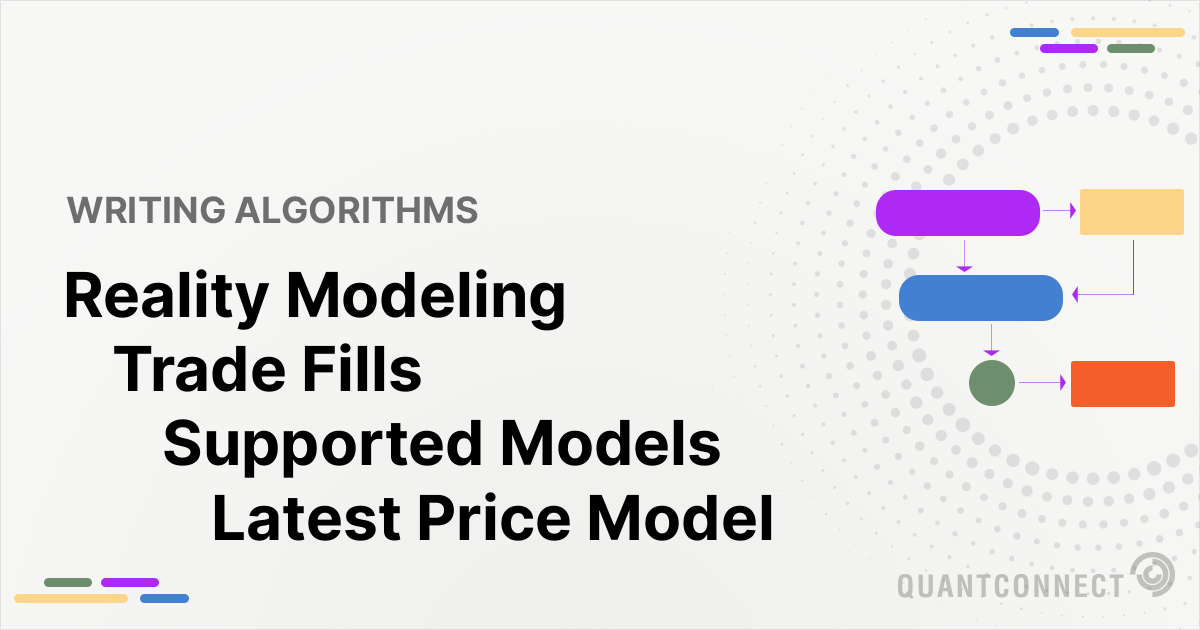 WRITING ALGORITHMS
Reality Modeling
Trade Fills
Supported Models
Latest Price Model
QUANTCONNECT